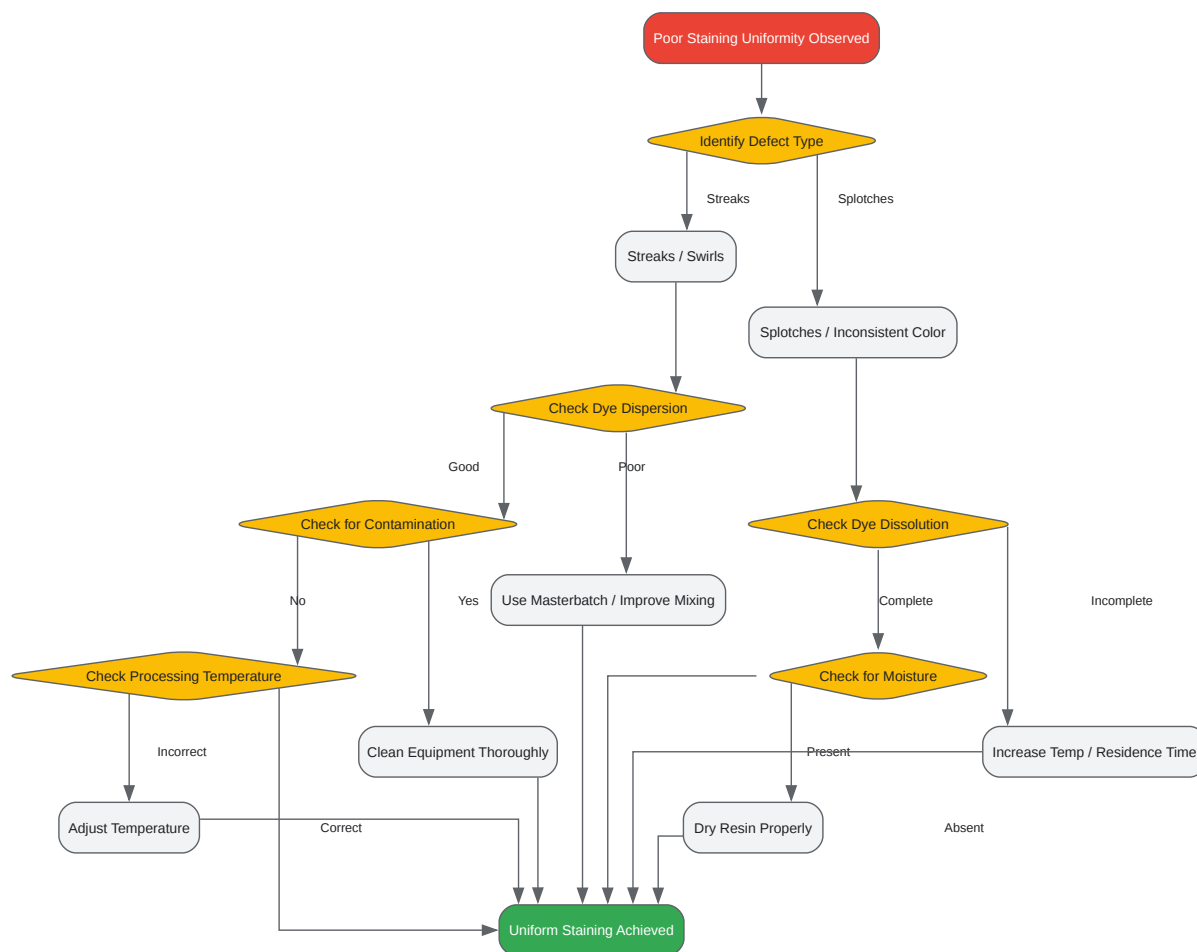 Poor Staining Uniformity Observed
Identify Defect Type
Streaks
Splotches
Streaks / Swirls
Splotches / Inconsistent Color
Check Dye Dispersion
Good
Poor
Check for Contamination
Check Dye Dissolution
No
Yes
Use Masterbatch / Improve Mixing
Complete
Incomplete
Check Processing Temperature
Check for Moisture
Incorrect
Clean Equipment Thoroughly
Present
Increase Temp / Residence Time
Adjust Temperature
Correct
Dry Resin Properly
Absent
Uniform Staining Achieved